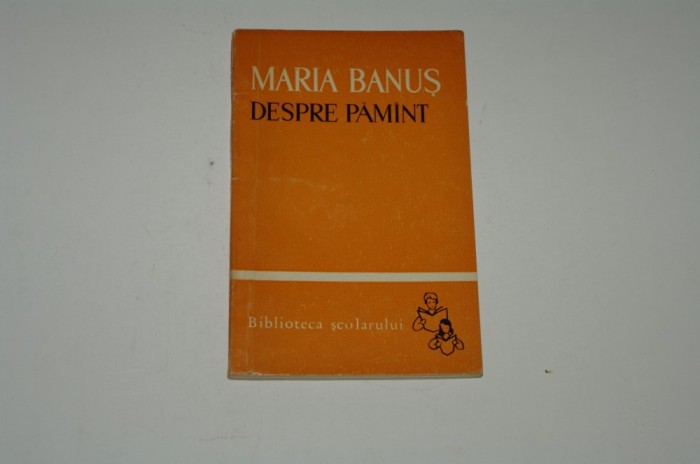 MARIA BANUȘ
DESPRE PĂMÎNT
Biblioteca școlarului